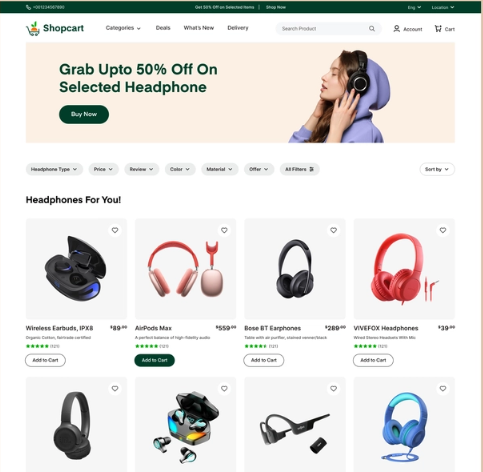 +001234567890
Get 50% Off on Selected Items | Shop Now
Eng
Location
Shopcart
Categories
Deals
What's New
Delivery
Search Product
Account
Cart
Grab Upto 50% Off On
Selected Headphone
Buy Now
Headphone Type
Price
Review
Color
Material
Offer
All Filters
Sort by
Headphones For You!
Wireless Earbuds, IPX8 $89.00
Organic Cotton, fairtrade certified
(121)
Add to Cart
AirPods Max $559.00
A perfect balance of high-fidelity audio
(121)
Add to Cart
Bose BT Earphones $289.00
Table with air purifier, stained veneer/black
(121)
Add to Cart
VIVEFOX Headphones $39.00
Wired Stereo Headsets With Mic
(121)
Add to Cart